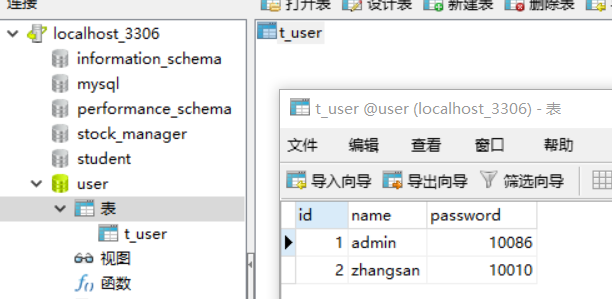 连接
打开表 设计表 新建表 删除表
localhost_3306
information_schema
mysql
performance_schema
stock_manager
student
user
表
t_user
视图
函数
t_user
t_user @user (localhost_3306) - 表
文件 编辑 查看 窗口 帮助
导入向导 导出向导 筛选向导
id name password
1 admin 10086
2 zhangsan 10010